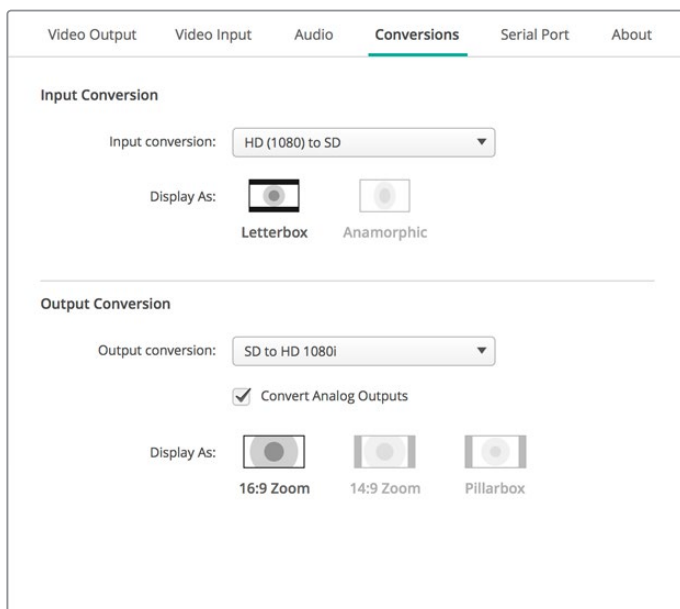 Video Output Video Input Audio Conversions Serial Port About
Input Conversion
Input conversion: HD (1080) to SD
Display As:
Letterbox Anamorphic
Output Conversion
Output conversion: SD to HD 1080i
Convert Analog Outputs
Display As:
16:9 Zoom 14:9 Zoom Pillarbox